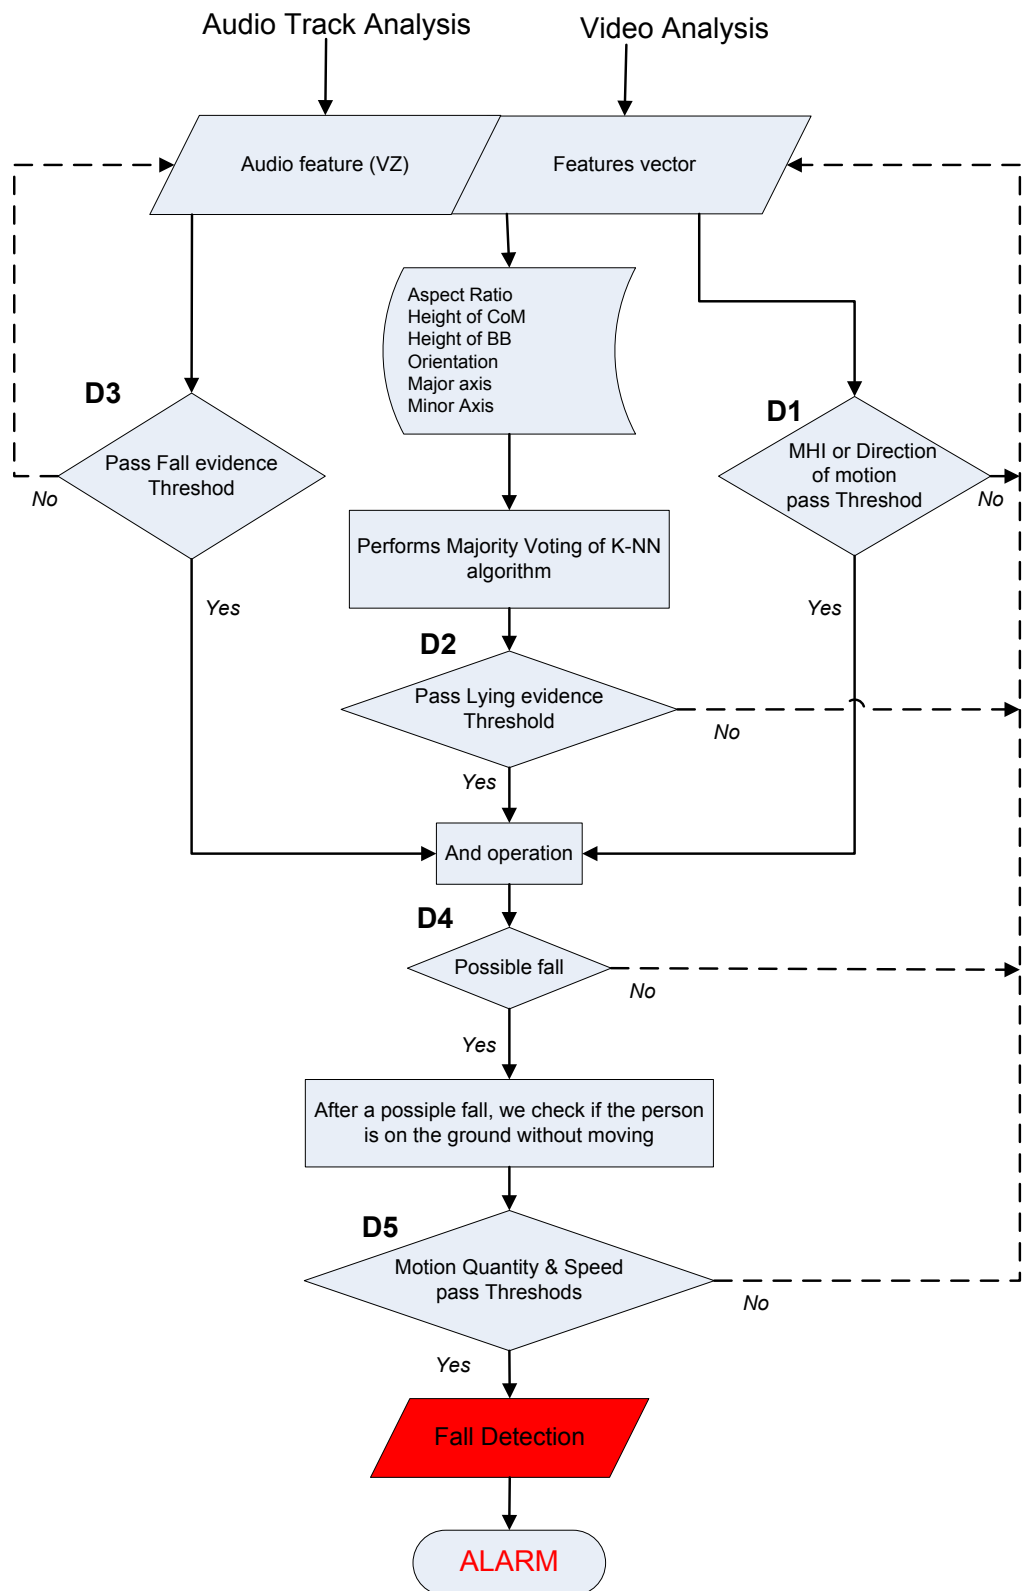 Audio Track Analysis
Video Analysis
Audio feature (VZ)
Features vector
Aspect Ratio
Height of CoM
Height of BB
Orientation
Major axis
Minor Axis
D3
Pass Fall evidence
Threshod
No
Yes
D1
MHI or Direction
of motion
pass Threshod
No
Yes
Performs Majority Voting of K-NN
algorithm
D2
Pass Lying evidence
Threshold
No
Yes
And operation
D4
Possible fall
No
Yes
After a possiple fall, we check if the person
is on the ground without moving
D5
Motion Quantity & Speed
pass Thresholds
No
Yes
Fall Detection
ALARM